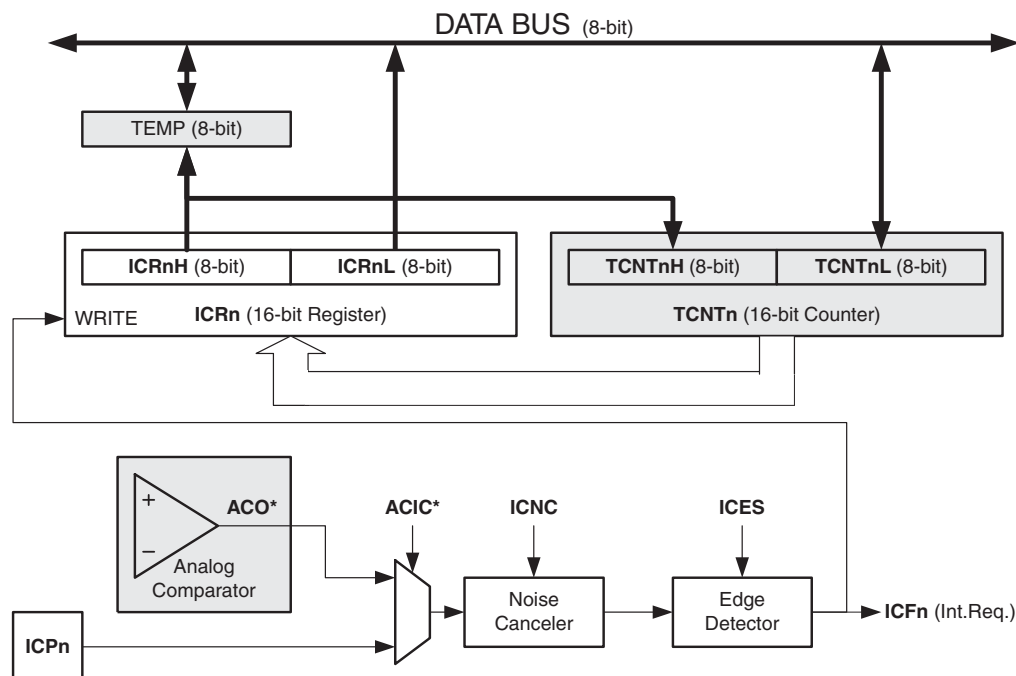 DATA BUS (8-bit)
TEMP (8-bit)
ICRnH (8-bit) ICRnL (8-bit)
WRITE ICRn (16-bit Register)
TCNTnH (8-bit) TCNTnL (8-bit)
TCNTn (16-bit Counter)
+
−
ACO*
Analog
Comparator
ACIC*
ICNC
ICES
Noise
Canceler
Edge
Detector
ICFn (Int.Req.)
ICPn